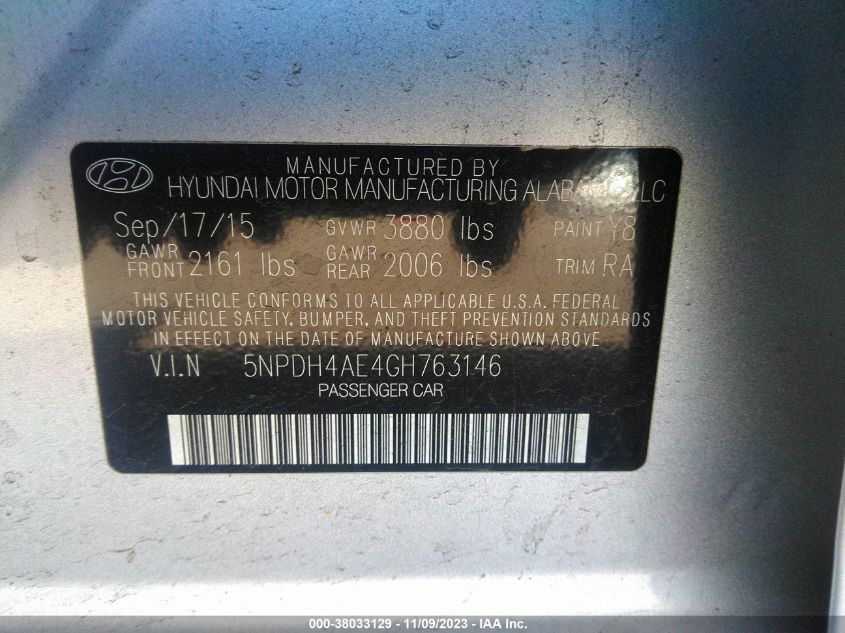 MANUFACTURED BY
HYUNDAI MOTOR MANUFACTURING ALABAMA, LLC
Sep/17/15 GVWR 3880 lbs PAINT Y8
GAWR FRONT 2161 lbs GAWR REAR 2006 lbs TRIM RA
THIS VEHICLE CONFORMS TO ALL APPLICABLE U.S.A. FEDERAL
MOTOR VEHICLE SAFETY, BUMPER, AND THEFT PREVENTION STANDARDS
IN EFFECT ON THE DATE OF MANUFACTURE SHOWN ABOVE
V.I.N 5NPDH4AE4GH763146
PASSENGER CAR
000-38033129 - 11/09/2023 - IAA Inc.